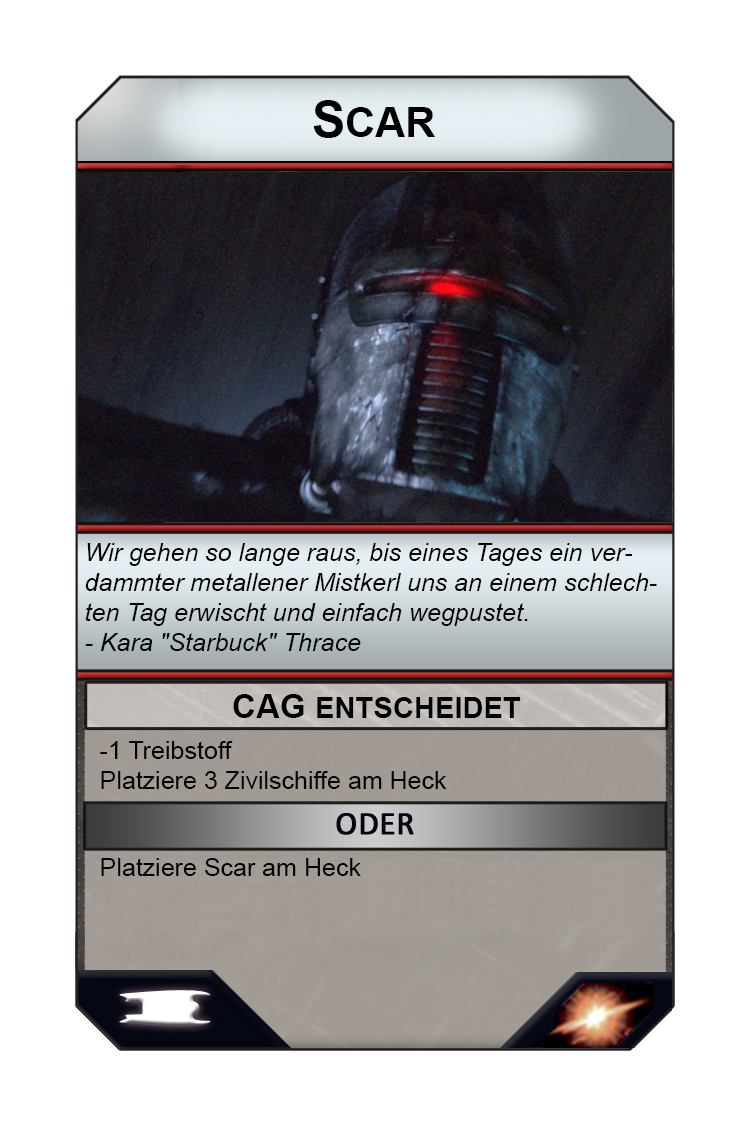 SCAR
Wir gehen so lange raus, bis eines Tages ein ver-
dammter metallener Mistkerl uns an einem schlech-
ten Tag erwischt und einfach wegpustet.
- Kara "Starbuck" Thrace
CAG ENTSCHEIDET
-1 Treibstoff
Platziere 3 Zivilschiffe am Heck
ODER
Platziere Scar am Heck